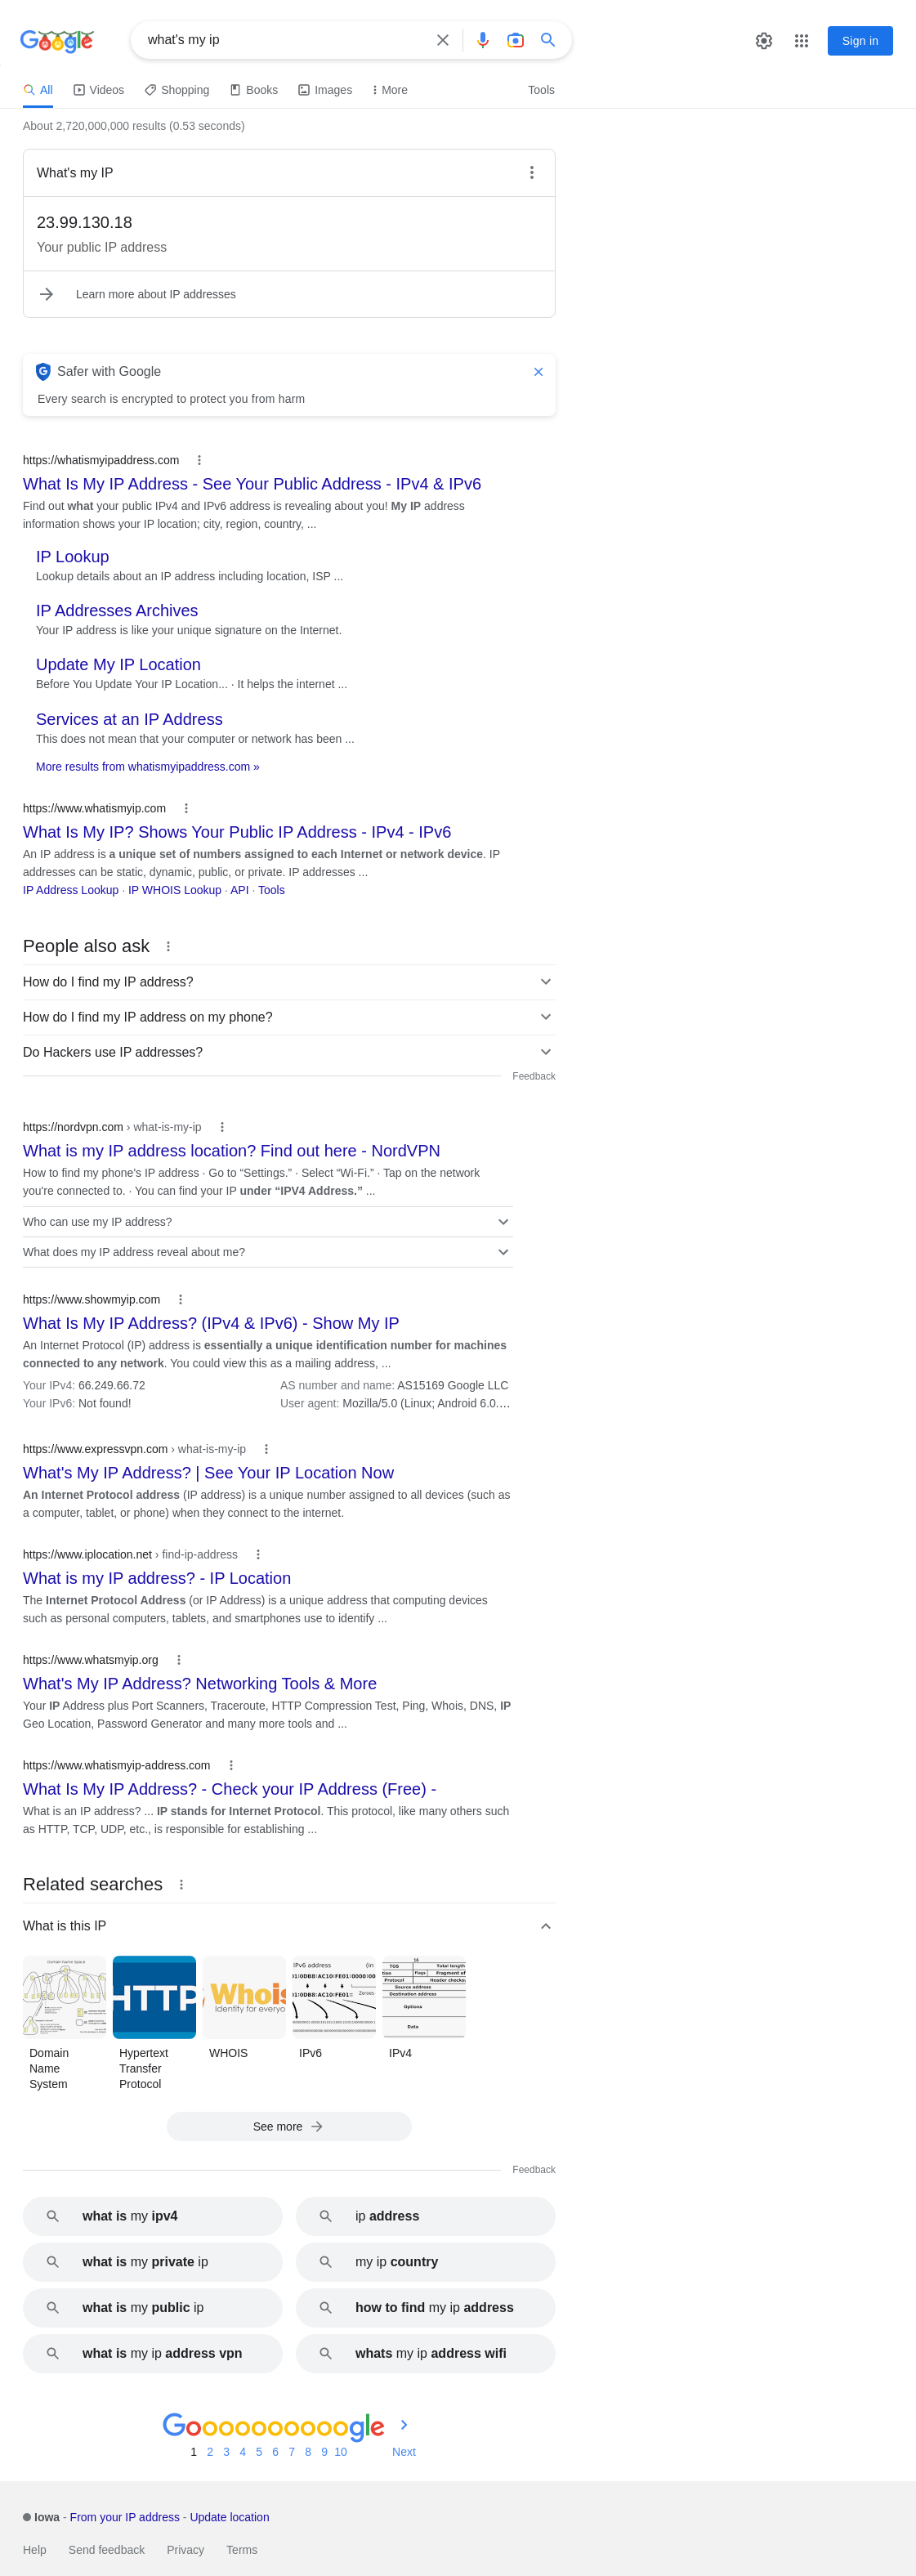 Google
what's my ip
Sign in
All
Videos
Shopping
Books
Images
More
Tools
About 2,720,000,000 results (0.53 seconds)
What's my IP
23.99.130.18
Your public IP address
Learn more about IP addresses
Safer with Google
Every search is encrypted to protect you from harm
https://whatismyipaddress.com
What Is My IP Address - See Your Public Address - IPv4 & IPv6
Find out what your public IPv4 and IPv6 address is revealing about you! My IP address
information shows your IP location; city, region, country, ...
IP Lookup
Lookup details about an IP address including location, ISP ...
IP Addresses Archives
Your IP address is like your unique signature on the Internet.
Update My IP Location
Before You Update Your IP Location... · It helps the internet ...
Services at an IP Address
This does not mean that your computer or network has been ...
More results from whatismyipaddress.com »
https://www.whatismyip.com
What Is My IP? Shows Your Public IP Address - IPv4 - IPv6
An IP address is a unique set of numbers assigned to each Internet or network device. IP
addresses can be static, dynamic, public, or private. IP addresses ...
IP Address Lookup · IP WHOIS Lookup · API · Tools
People also ask
How do I find my IP address?
How do I find my IP address on my phone?
Do Hackers use IP addresses?
Feedback
https://nordvpn.com › what-is-my-ip
What is my IP address location? Find out here - NordVPN
How to find my phone's IP address · Go to “Settings.” · Select “Wi-Fi.” · Tap on the network
you're connected to. · You can find your IP under “IPV4 Address.” ...
Who can use my IP address?
What does my IP address reveal about me?
https://www.showmyip.com
What Is My IP Address? (IPv4 & IPv6) - Show My IP
An Internet Protocol (IP) address is essentially a unique identification number for machines
connected to any network. You could view this as a mailing address, ...
Your IPv4: 66.249.66.72
AS number and name: AS15169 Google LLC
Your IPv6: Not found!
User agent: Mozilla/5.0 (Linux; Android 6.0....
https://www.expressvpn.com › what-is-my-ip
What's My IP Address? | See Your IP Location Now
An Internet Protocol address (IP address) is a unique number assigned to all devices (such as
a computer, tablet, or phone) when they connect to the internet.
https://www.iplocation.net › find-ip-address
What is my IP address? - IP Location
The Internet Protocol Address (or IP Address) is a unique address that computing devices
such as personal computers, tablets, and smartphones use to identify ...
https://www.whatsmyip.org
What's My IP Address? Networking Tools & More
Your IP Address plus Port Scanners, Traceroute, HTTP Compression Test, Ping, Whois, DNS, IP
Geo Location, Password Generator and many more tools and ...
https://www.whatismyip-address.com
What Is My IP Address? - Check your IP Address (Free) -
What is an IP address? ... IP stands for Internet Protocol. This protocol, like many others such
as HTTP, TCP, UDP, etc., is responsible for establishing ...
Related searches
What is this IP
Domain Name Space
HTTP
Whois
Identity for everyo
IPv6 address (in
Zeroes
16
TOS
Total length
Flags
Fragment of
Protocol
Header checks
Source address
Destination address
Options
Data
Domain
Name
System
Hypertext
Transfer
Protocol
WHOIS
IPv6
IPv4
See more
Feedback
what is my ipv4
ip address
what is my private ip
my ip country
what is my public ip
how to find my ip address
what is my ip address vpn
whats my ip address wifi
Goooooooooogle
1 2 3 4 5 6 7 8 9 10
Next
Iowa - From your IP address - Update location
Help
Send feedback
Privacy
Terms